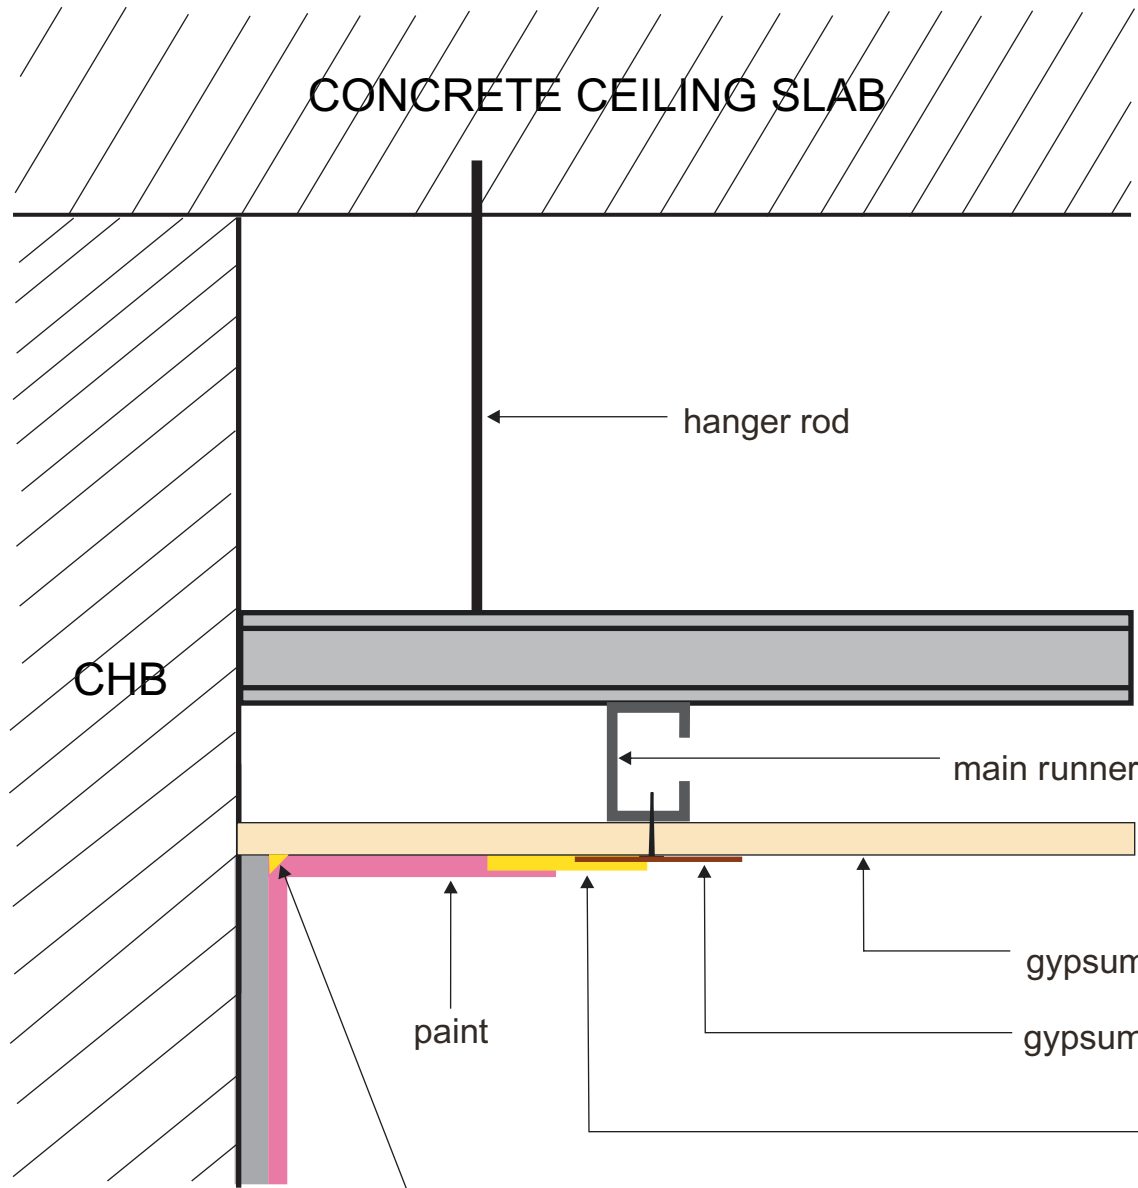 CONCRETE CEILING SLAB
hanger rod
CHB
main runner
gypsum
gypsum
paint